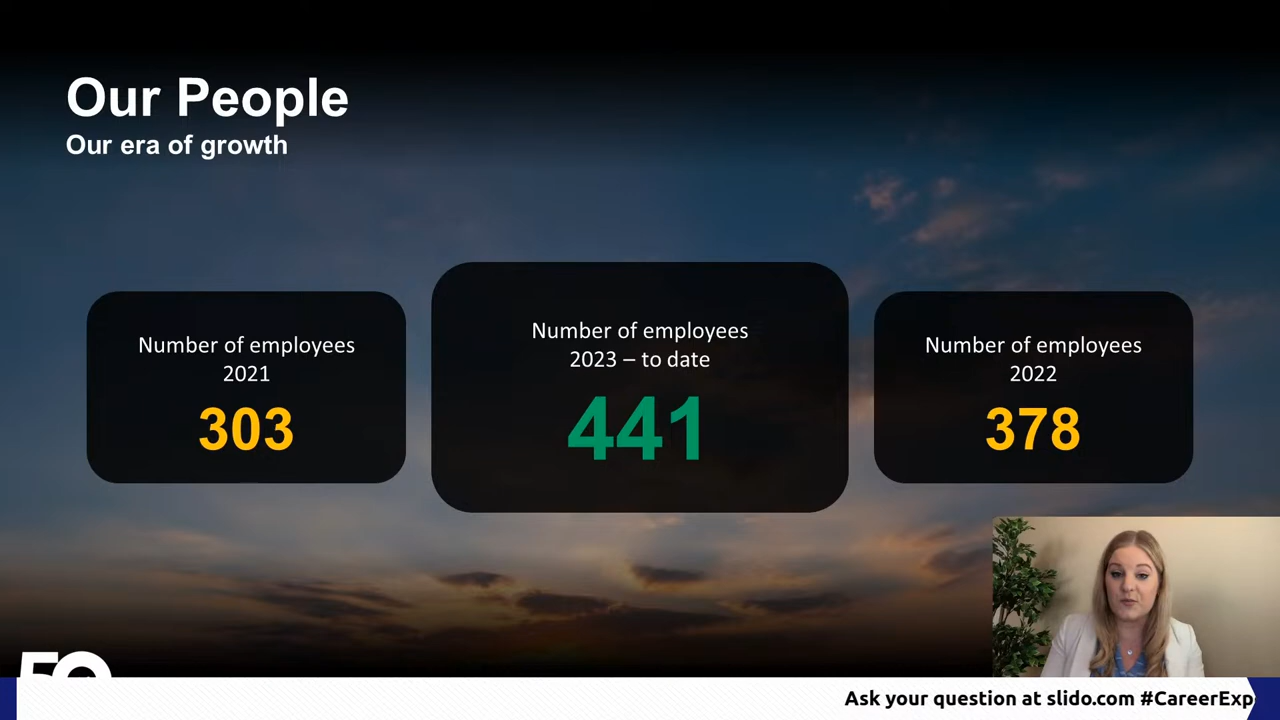 Our People
Our era of growth
Number of employees
2021
303
Number of employees
2023 – to date
441
Number of employees
2022
378
50
Ask your question at slido.com #CareerExp